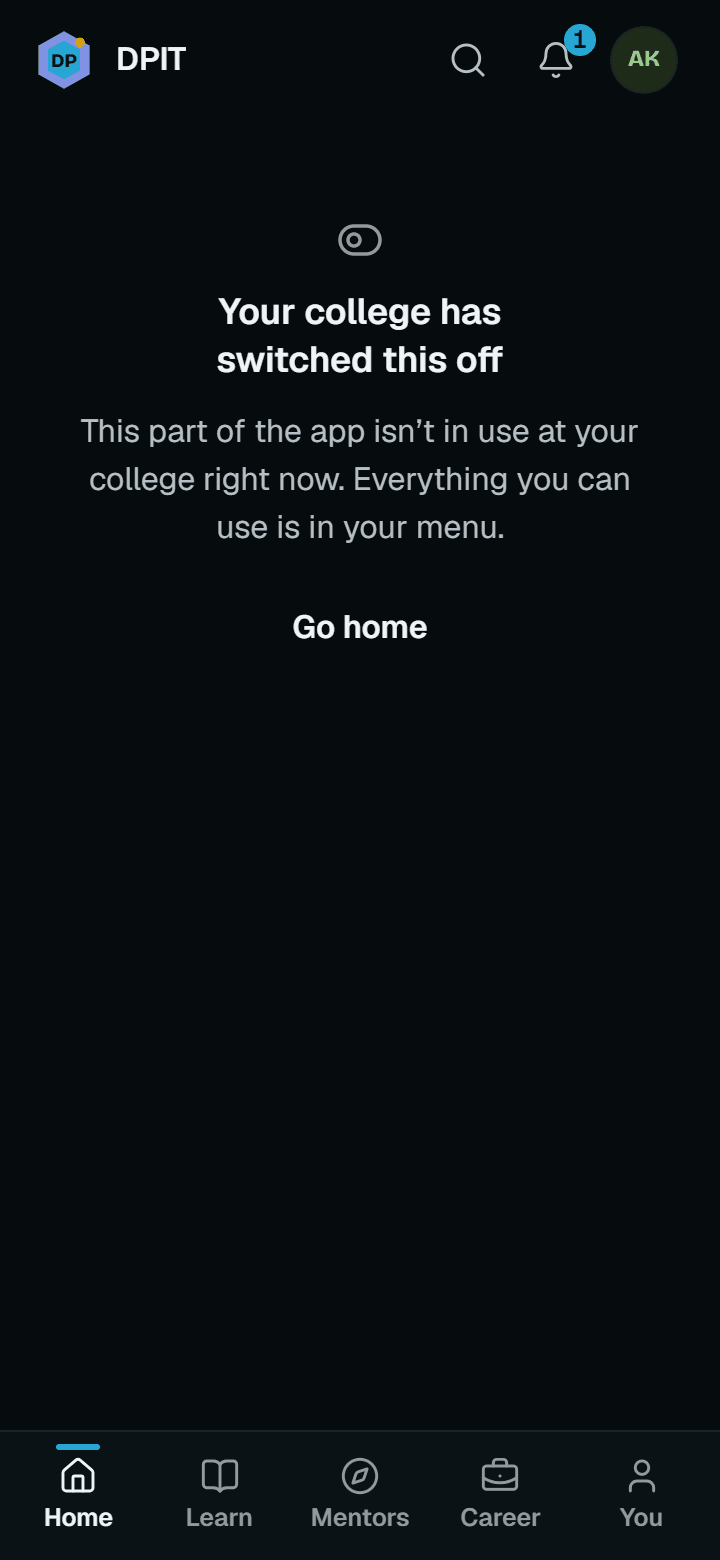 DP
DPIT
1
AK
Your college has
switched this off
This part of the app isn’t in use at your
college right now. Everything you can
use is in your menu.
Go home
Home
Learn
Mentors
Career
You